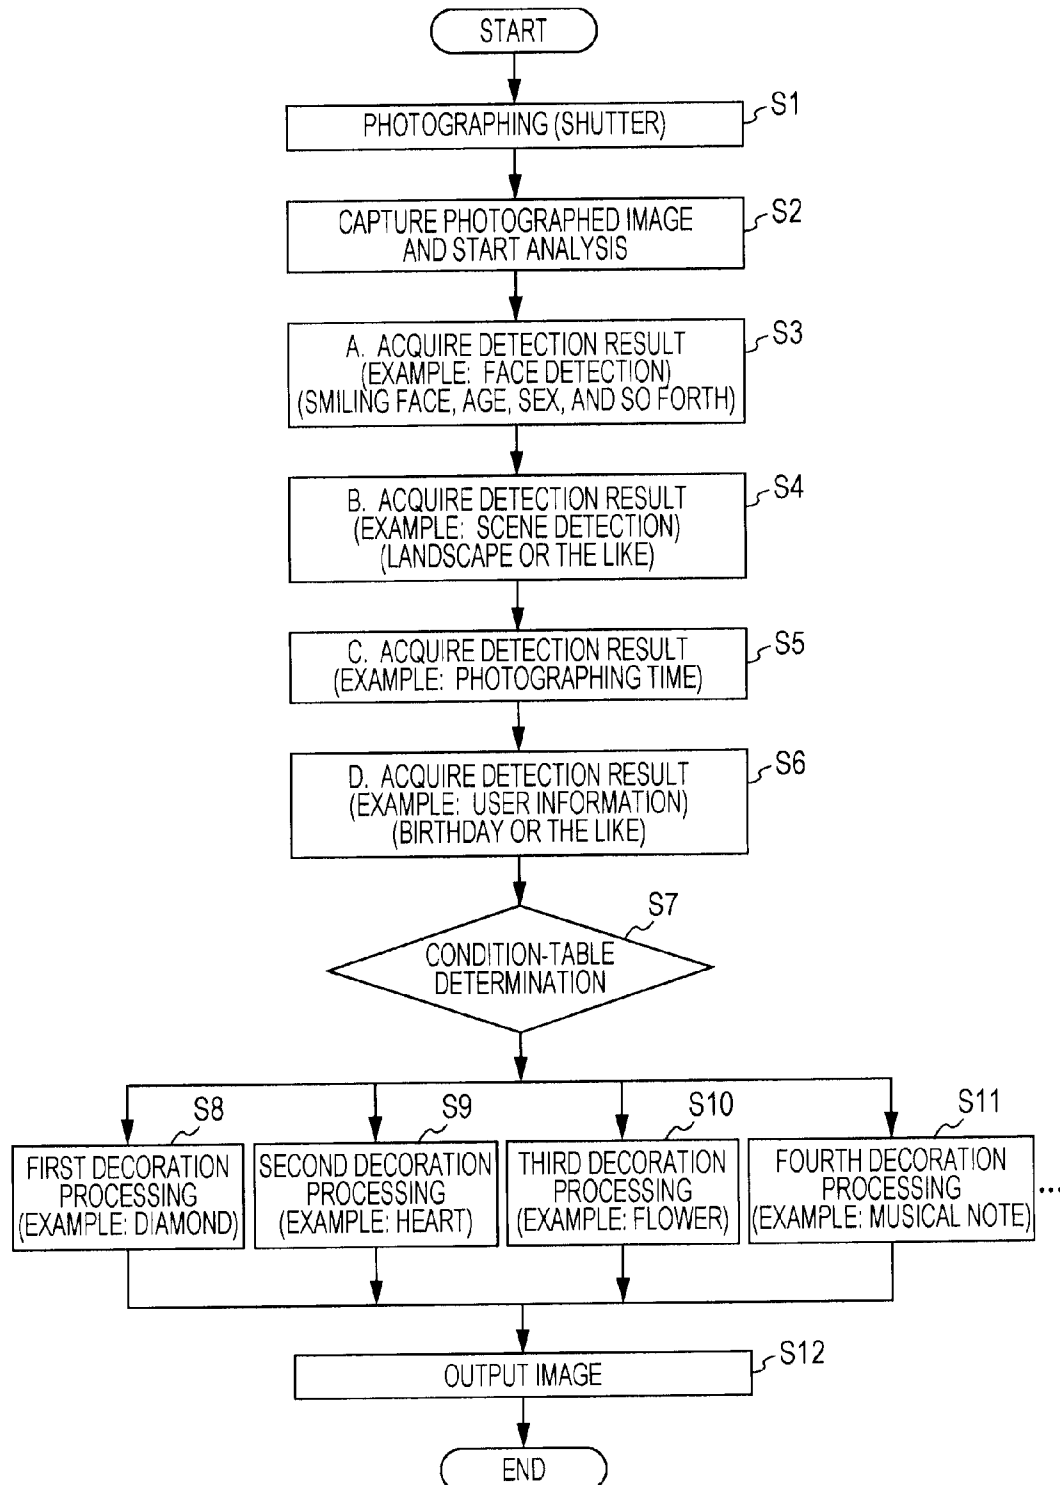 START
S1
PHOTOGRAPHING (SHUTTER)
S2
CAPTURE PHOTOGRAPHED IMAGE
AND START ANALYSIS
S3
A. ACQUIRE DETECTION RESULT
(EXAMPLE: FACE DETECTION)
(SMILING FACE, AGE, SEX, AND SO FORTH)
S4
B. ACQUIRE DETECTION RESULT
(EXAMPLE: SCENE DETECTION)
(LANDSCAPE OR THE LIKE)
S5
C. ACQUIRE DETECTION RESULT
(EXAMPLE: PHOTOGRAPHING TIME)
S6
D. ACQUIRE DETECTION RESULT
(EXAMPLE: USER INFORMATION)
(BIRTHDAY OR THE LIKE)
S7
CONDITION-TABLE
DETERMINATION
S8
FIRST DECORATION
PROCESSING
(EXAMPLE: DIAMOND)
S9
SECOND DECORATION
PROCESSING
(EXAMPLE: HEART)
S10
THIRD DECORATION
PROCESSING
(EXAMPLE: FLOWER)
S11
FOURTH DECORATION
PROCESSING
(EXAMPLE: MUSICAL NOTE)
...
S12
OUTPUT IMAGE
END